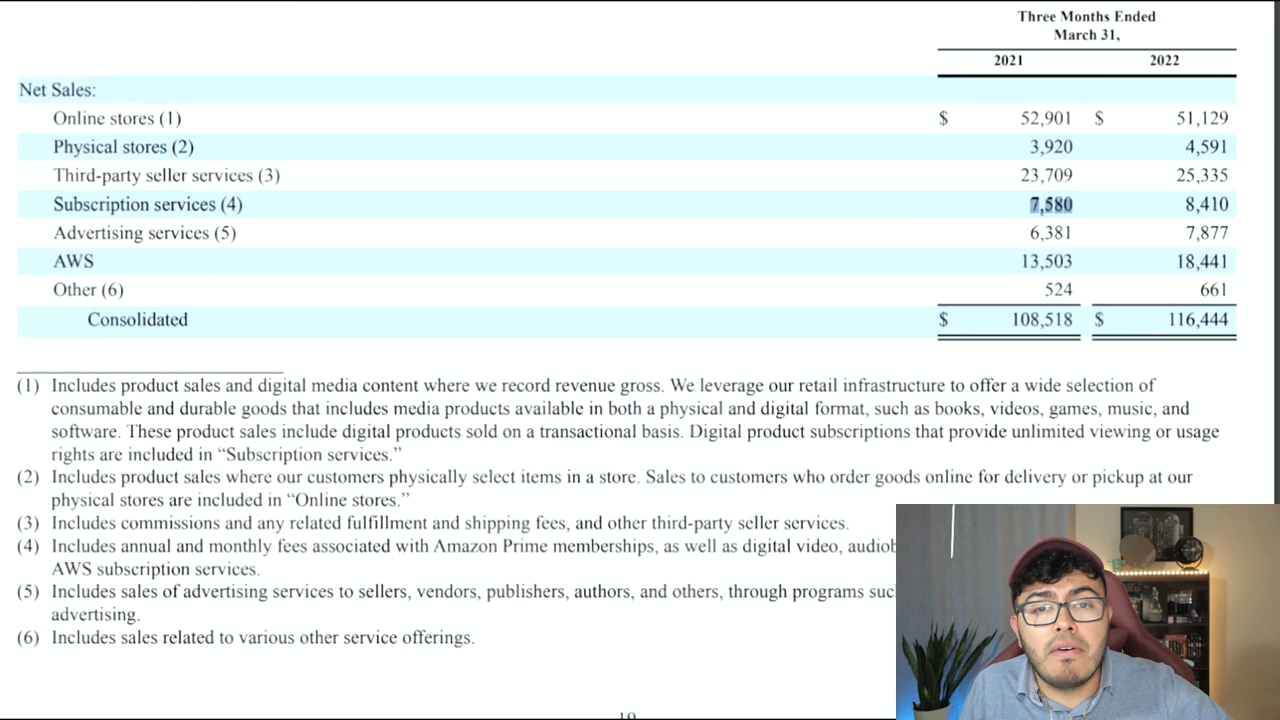 Three Months Ended
March 31,
2021 2022
Net Sales:
Online stores (1) $ 52,901 $ 51,129
Physical stores (2) 3,920 4,591
Third-party seller services (3) 23,709 25,335
Subscription services (4) 7,580 8,410
Advertising services (5) 6,381 7,877
AWS 13,503 18,441
Other (6) 524 661
Consolidated $ 108,518 $ 116,444
(1) Includes product sales and digital media content where we record revenue gross. We leverage our retail infrastructure to offer a wide selection of
consumable and durable goods that includes media products available in both a physical and digital format, such as books, videos, games, music, and
software. These product sales include digital products sold on a transactional basis. Digital product subscriptions that provide unlimited viewing or usage
rights are included in “Subscription services.”
(2) Includes product sales where our customers physically select items in a store. Sales to customers who order goods online for delivery or pickup at our
physical stores are included in “Online stores.”
(3) Includes commissions and any related fulfillment and shipping fees, and other third-party seller services.
(4) Includes annual and monthly fees associated with Amazon Prime memberships, as well as digital video,
AWS subscription services.
(5) Includes sales of advertising services to sellers, vendors, publishers, authors, and others, through programs
advertising.
(6) Includes sales related to various other service offerings.